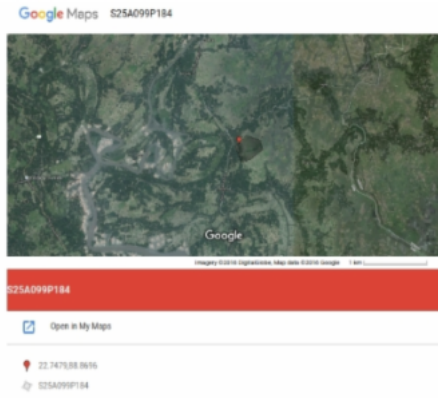 Google Maps S25A099P184
Google
Imagery ©2016 DigitalGlobe, Map data ©2016 Google 1 km
S25A099P184
Open in My Maps
22.7475,88.8696
S25A099P184